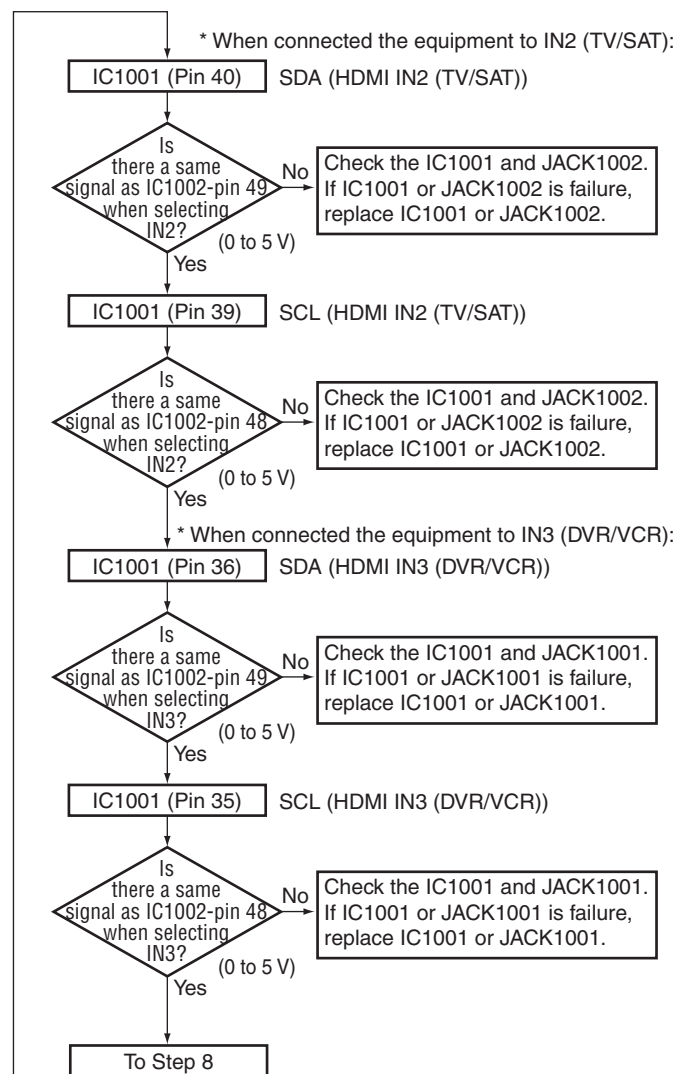 * When connected the equipment to IN2 (TV/SAT):
IC1001 (Pin 40)
SDA (HDMI IN2 (TV/SAT))
Is
there a same
signal as IC1002-pin 49
when selecting
IN2?
(0 to 5 V)
No
Check the IC1001 and JACK1002.
If IC1001 or JACK1002 is failure,
replace IC1001 or JACK1002.
Yes
IC1001 (Pin 39)
SCL (HDMI IN2 (TV/SAT))
Is
there a same
signal as IC1002-pin 48
when selecting
IN2?
(0 to 5 V)
No
Check the IC1001 and JACK1002.
If IC1001 or JACK1002 is failure,
replace IC1001 or JACK1002.
Yes
* When connected the equipment to IN3 (DVR/VCR):
IC1001 (Pin 36)
SDA (HDMI IN3 (DVR/VCR))
Is
there a same
signal as IC1002-pin 49
when selecting
IN3?
(0 to 5 V)
No
Check the IC1001 and JACK1001.
If IC1001 or JACK1001 is failure,
replace IC1001 or JACK1001.
Yes
IC1001 (Pin 35)
SCL (HDMI IN3 (DVR/VCR))
Is
there a same
signal as IC1002-pin 48
when selecting
IN3?
(0 to 5 V)
No
Check the IC1001 and JACK1001.
If IC1001 or JACK1001 is failure,
replace IC1001 or JACK1001.
Yes
To Step 8